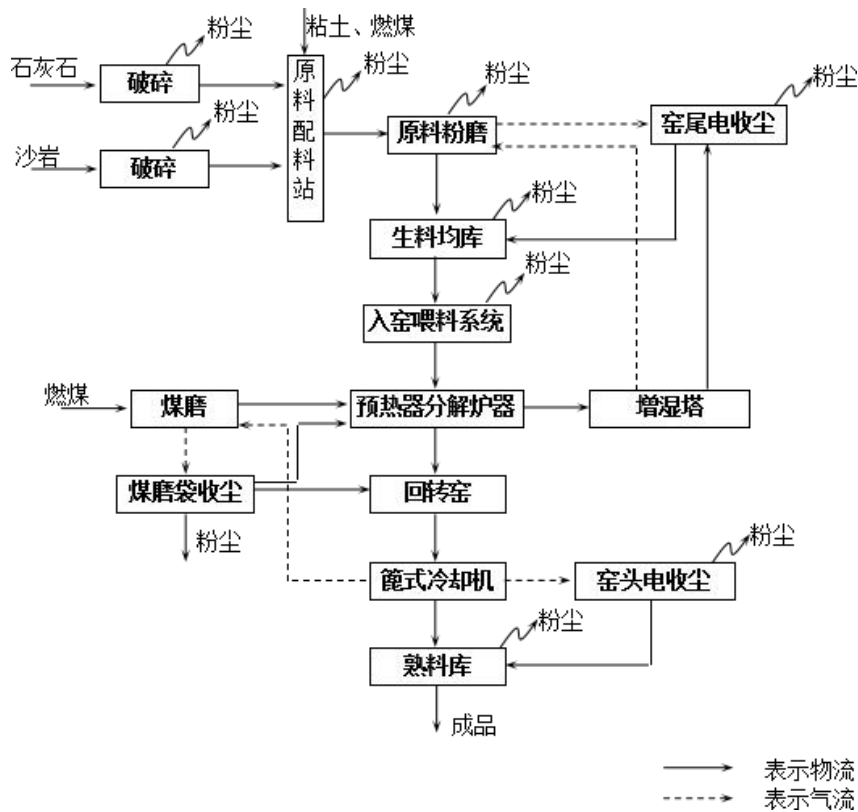 粉尘
粘土、燃煤
石灰石
破碎
粉尘
原料配料站
粉尘
粉尘
粉尘
沙岩
破碎
原料粉磨
窑尾电收尘
粉尘
生料均库
粉尘
入窑喂料系统
燃煤
煤磨
预热器分解炉器
增湿塔
煤磨袋收尘
回转窑
粉尘
粉尘
篦式冷却机
窑头电收尘
粉尘
熟料库
成品
表示物流
表示气流